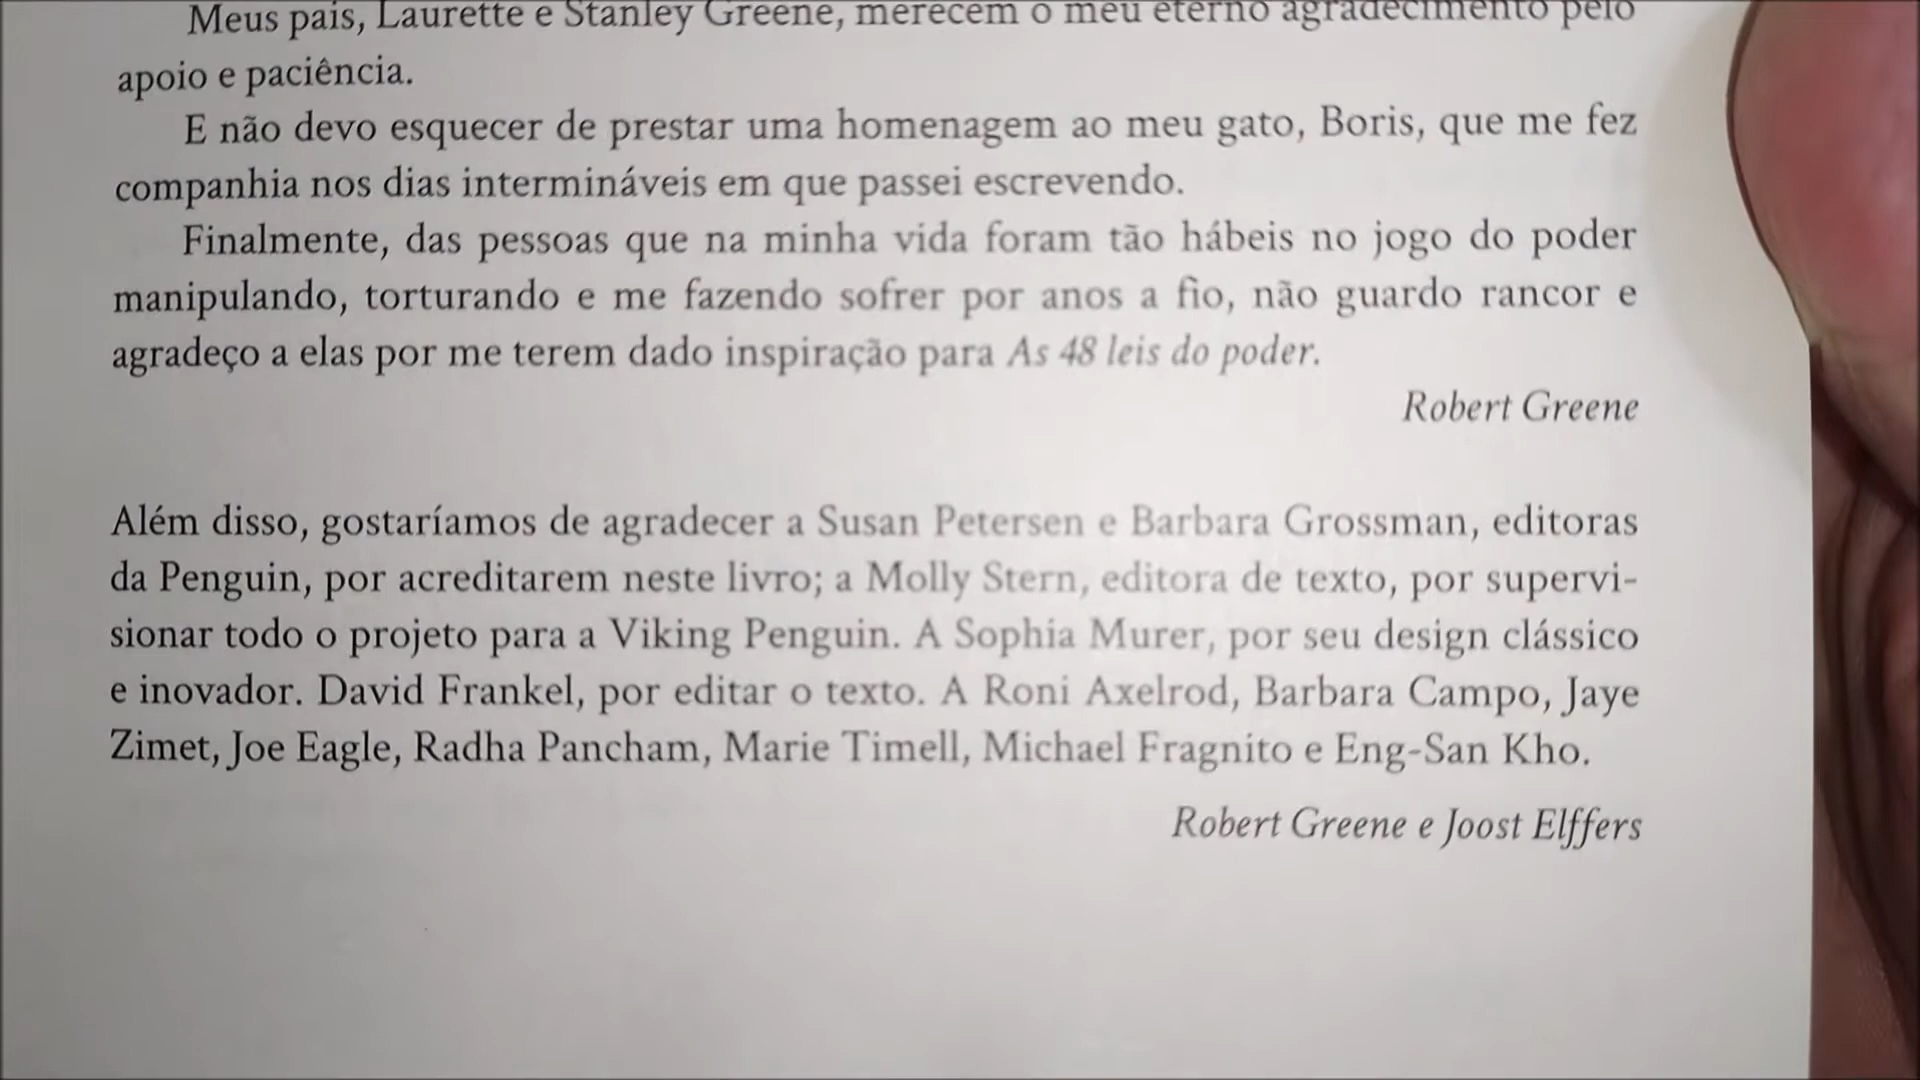 Meus pais, Laurette e Stanley Greene, merecem o meu eterno agradecimento pelo
apoio e paciência.
E não devo esquecer de prestar uma homenagem ao meu gato, Boris, que me fez
companhia nos dias intermináveis em que passei escrevendo.
Finalmente, das pessoas que na minha vida foram tão hábeis no jogo do poder
manipulando, torturando e me fazendo sofrer por anos a fio, não guardo rancor e
agradeço a elas por me terem dado inspiração para As 48 leis do poder.
Robert Greene
Além disso, gostaríamos de agradecer a Susan Petersen e Barbara Grossman, editoras
da Penguin, por acreditarem neste livro; a Molly Stern, editora de texto, por supervi-
sionar todo o projeto para a Viking Penguin. A Sophia Murer, por seu design clássico
e inovador. David Frankel, por editar o texto. A Roni Axelrod, Barbara Campo, Jaye
Zimet, Joe Eagle, Radha Pancham, Marie Timell, Michael Fragnito e Eng-San Kho.
Robert Greene e Joost Elffers